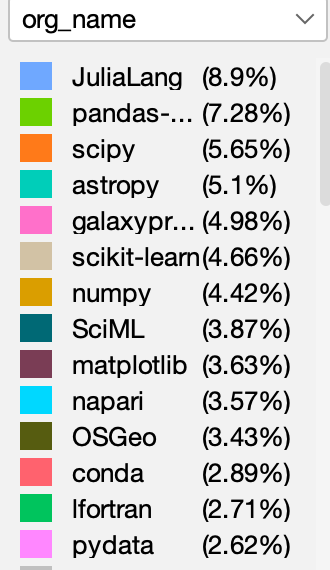 org_name
JuliaLang (8.9%)
pandas-... (7.28%)
scipy (5.65%)
astropy (5.1%)
galaxypr... (4.98%)
scikit-learn (4.66%)
numpy (4.42%)
SciML (3.87%)
matplotlib (3.63%)
napari (3.57%)
OSGeo (3.43%)
conda (2.89%)
lfortran (2.71%)
pydata (2.62%)